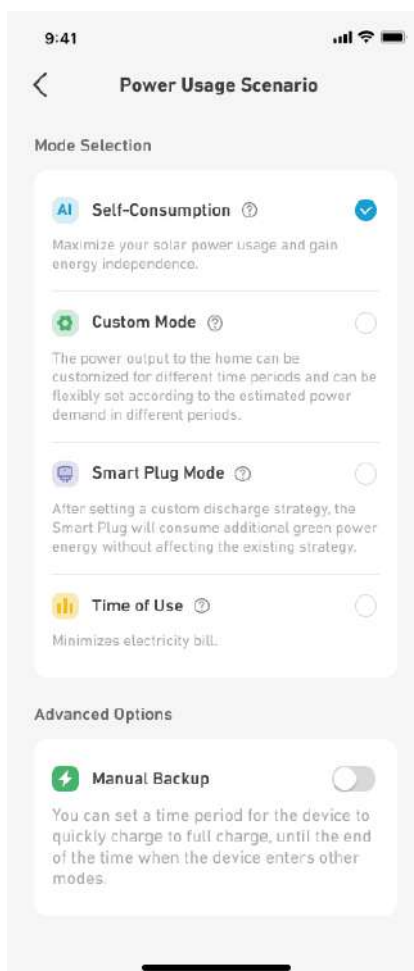 9:41
Power Usage Scenario
Mode Selection
AI Self-Consumption ?
Maximize your solar power usage and gain
energy independence.
Custom Mode ?
The power output to the home can be
customized for different time periods and can be
flexibly set according to the estimated power
demand in different periods.
Smart Plug Mode ?
After setting a custom discharge strategy, the
Smart Plug will consume additional green power
energy without affecting the existing strategy.
Time of Use ?
Minimizes electricity bill.
Advanced Options
Manual Backup
You can set a time period for the device to
quickly charge to full charge, until the end
of the time when the device enters other
modes.